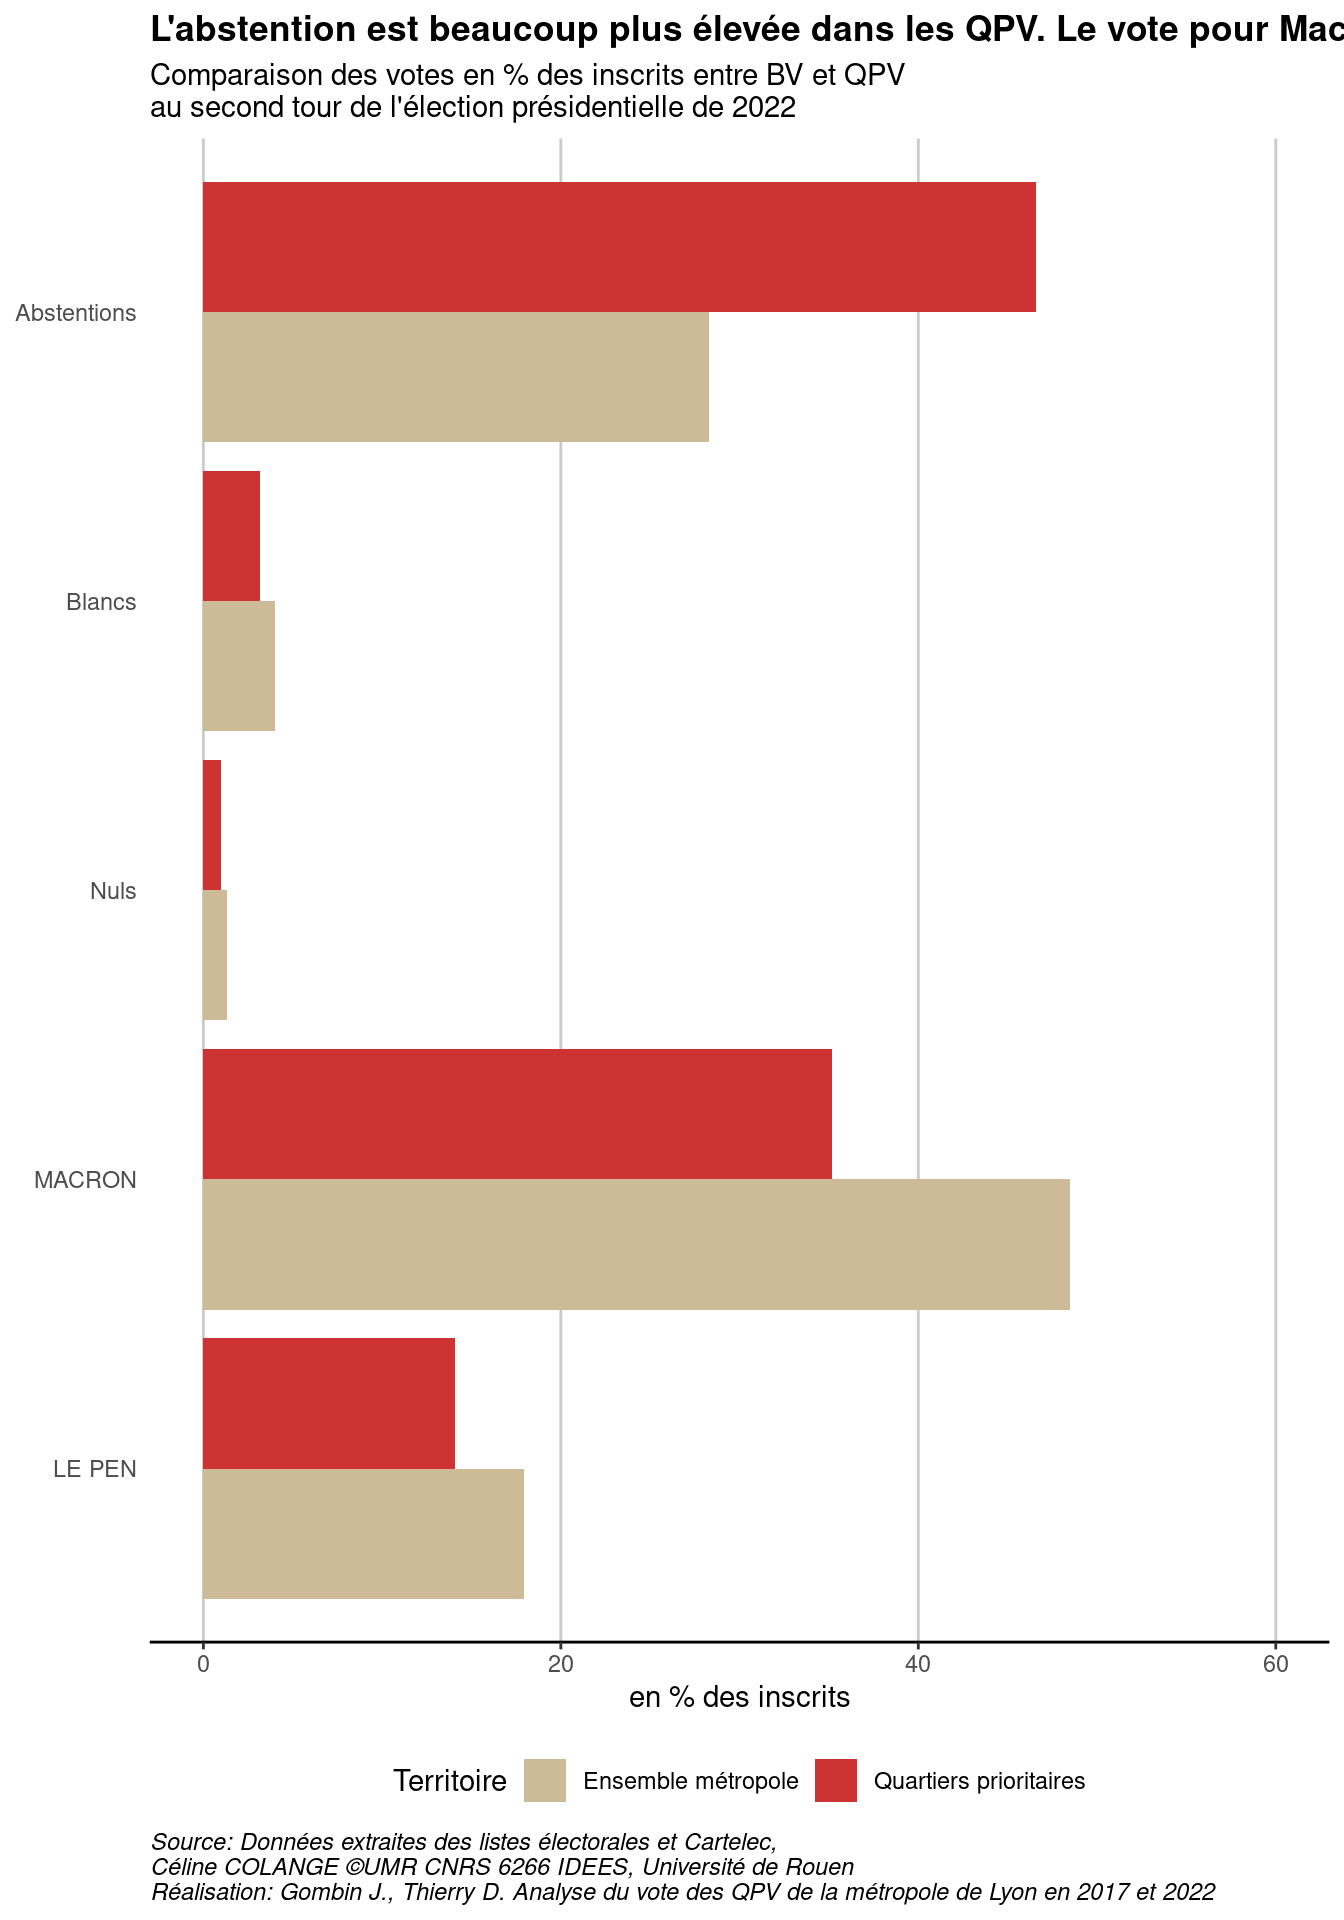 L'abstention est beaucoup plus élevée dans les QPV. Le vote pour Mac
Comparaison des votes en % des inscrits entre BV et QPV
au second tour de l'élection présidentielle de 2022
Abstentions
Blancs
Nuls
MACRON
LE PEN
0 20 40 60
en % des inscrits
Territoire Ensemble métropole Quartiers prioritaires
Source: Données extraites des listes électorales et Cartelec,
Céline COLANGE ©UMR CNRS 6266 IDEES, Université de Rouen
Réalisation: Gombin J., Thierry D. Analyse du vote des QPV de la métropole de Lyon en 2017 et 2022